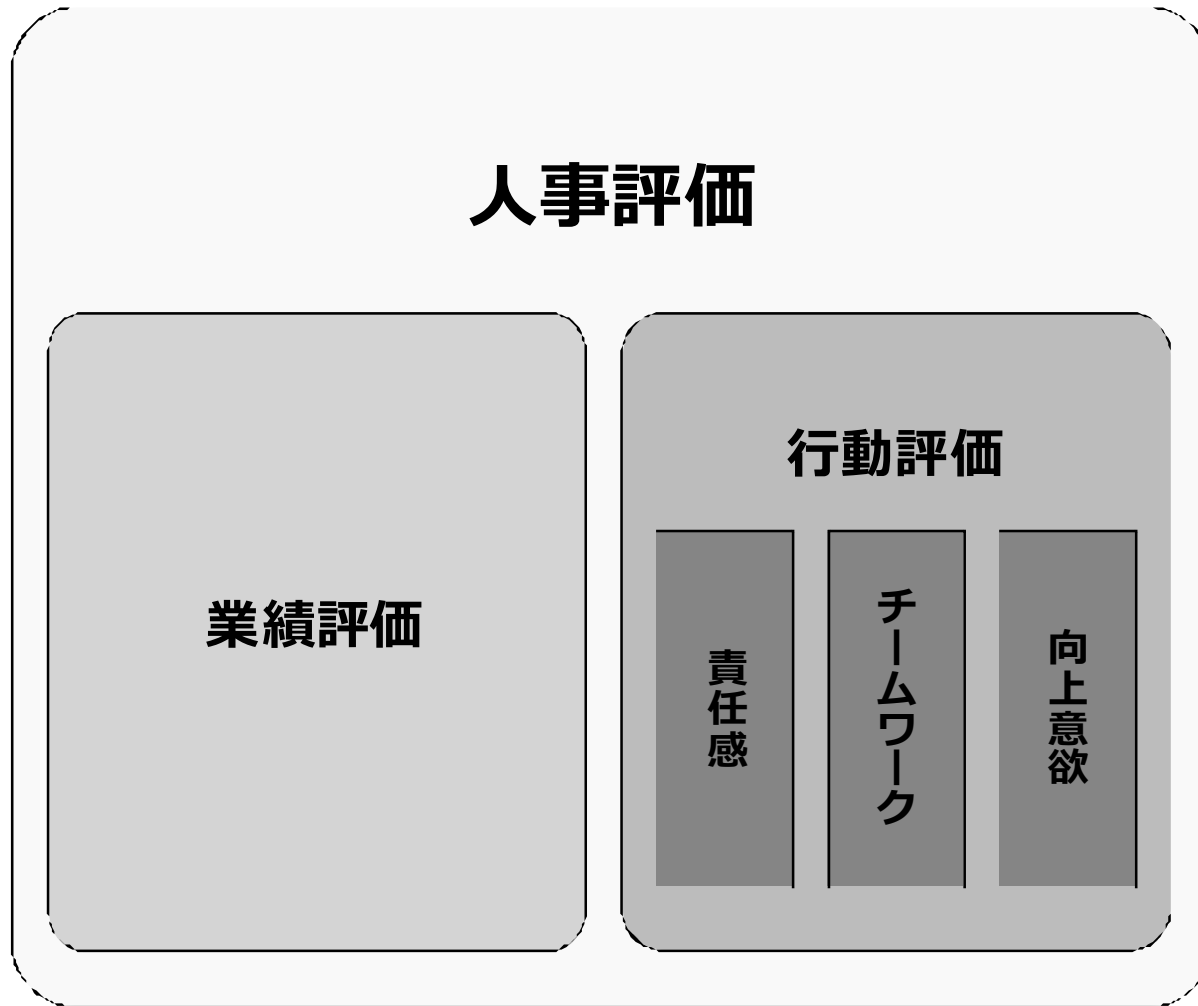 人事評価
業績評価
行動評価
責任感
チームワーク
向上意欲